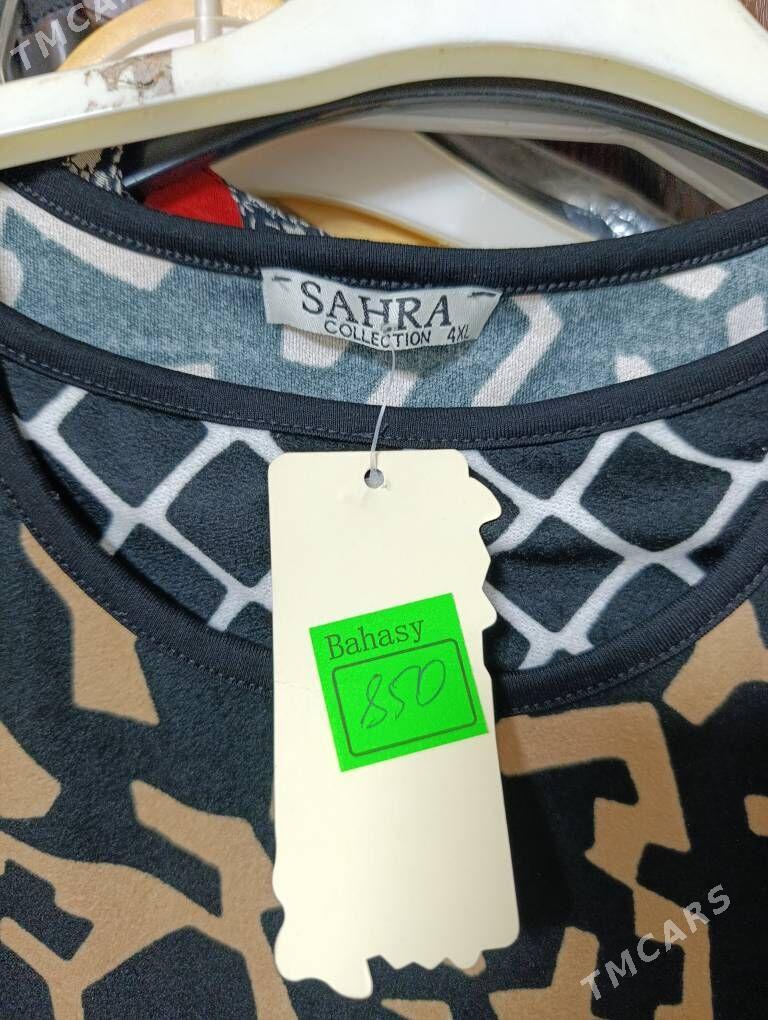 TMCARS
SAHRA
COLLECTION 4XL
Bahasy
850
TMCARS